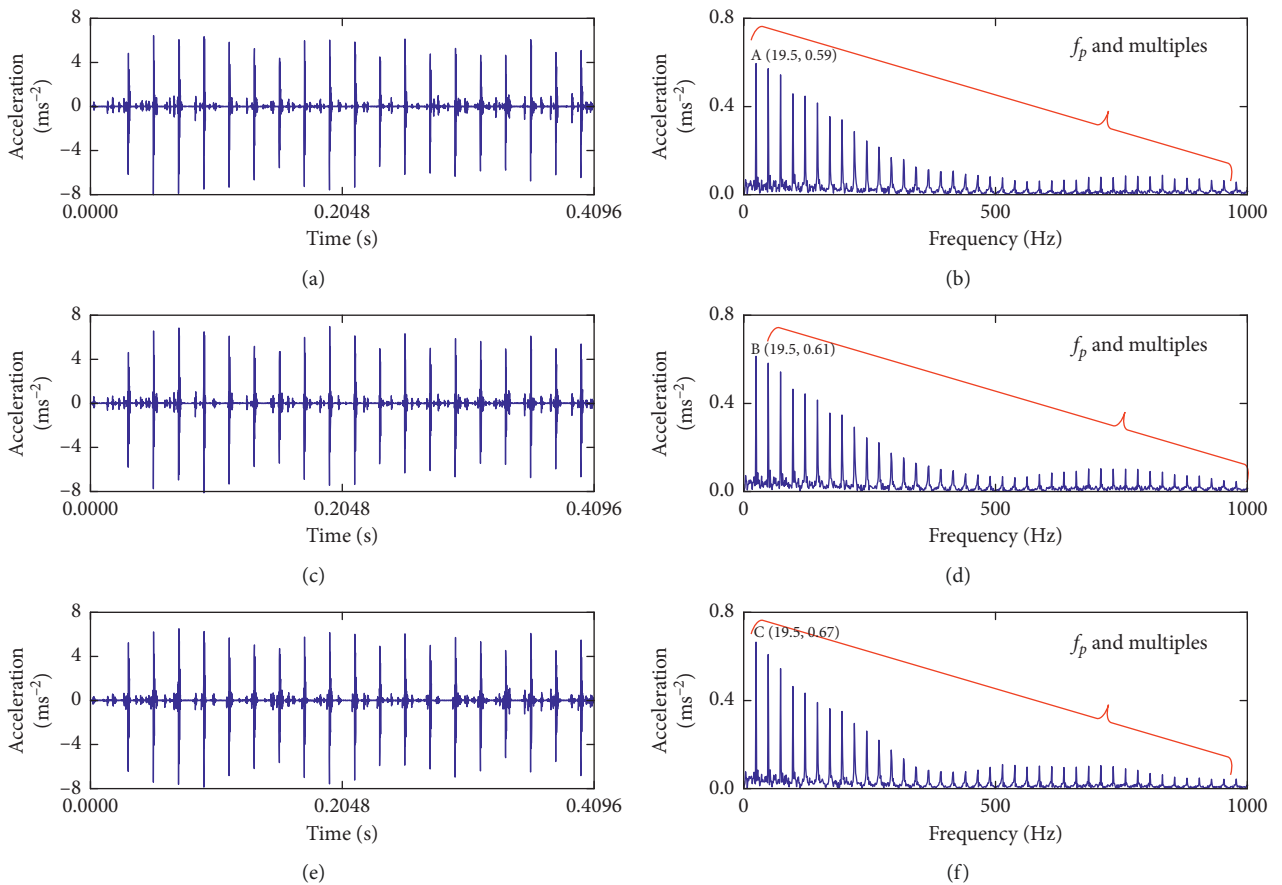 Acceleration
(ms⁻²)
8
4
0
−4
−8
0.0000
0.2048
0.4096
Time (s)
(a)
Acceleration
(ms⁻²)
0.8
0.4
0.0
A (19.5, 0.59)
fp and multiples
0
500
1000
Frequency (Hz)
(b)
Acceleration
(ms⁻²)
8
4
0
−4
−8
0.0000
0.2048
0.4096
Time (s)
(c)
Acceleration
(ms⁻²)
0.8
0.4
0.0
B (19.5, 0.61)
fp and multiples
0
500
1000
Frequency (Hz)
(d)
Acceleration
(ms⁻²)
8
4
0
−4
−8
0.0000
0.2048
0.4096
Time (s)
(e)
Acceleration
(ms⁻²)
0.8
0.4
0.0
C (19.5, 0.67)
fp and multiples
0
500
1000
Frequency (Hz)
(f)